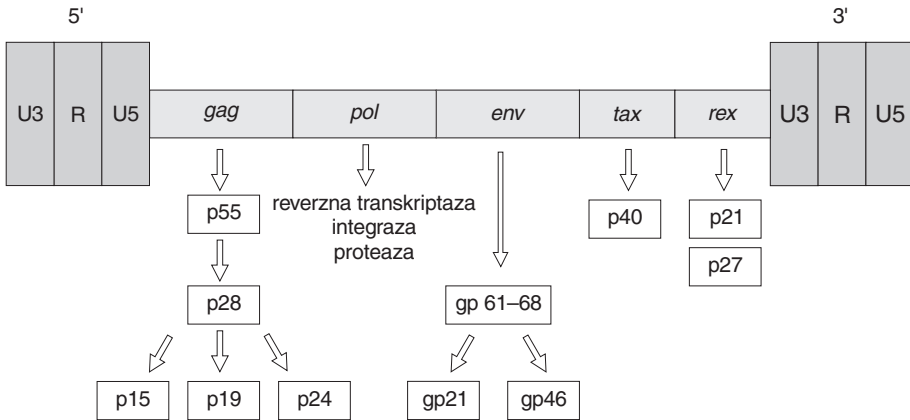 5' 3'
U3 R U5 gag pol env tax rex U3 R U5
p55 reverzna transkriptaza p40 p21
integraza
proteaza p27
p28 gp 61–68
p15 p19 p24 gp21 gp46